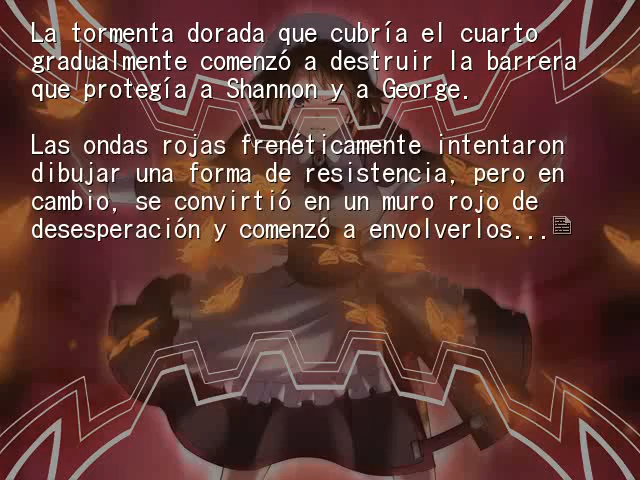 La tormenta dorada que cubría el cuarto
gradualmente comenzó a destruir la barrera
que protegía a Shannon y a George.
Las ondas rojas frenéticamente intentaron
dibujar una forma de resistencia, pero en
cambio, se convirtió en un muro rojo de
desesperación y comenzó a envolverlos...